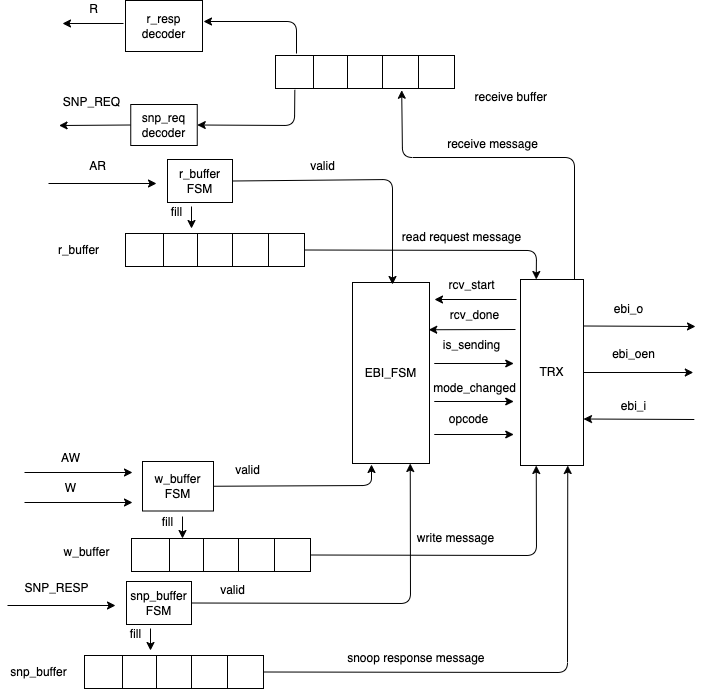 R
r_resp
decoder
receive buffer
SNP_REQ
snp_req
decoder
receive message
AR
r_buffer
FSM
valid
fill
r_buffer
read request message
rcv_start
rcv_done
is_sending
mode_changed
opcode
EBI_FSM
TRX
ebi_o
ebi_oen
ebi_i
AW
W
w_buffer
FSM
valid
fill
w_buffer
write message
SNP_RESP
snp_buffer
FSM
valid
fill
snp_buffer
snoop response message